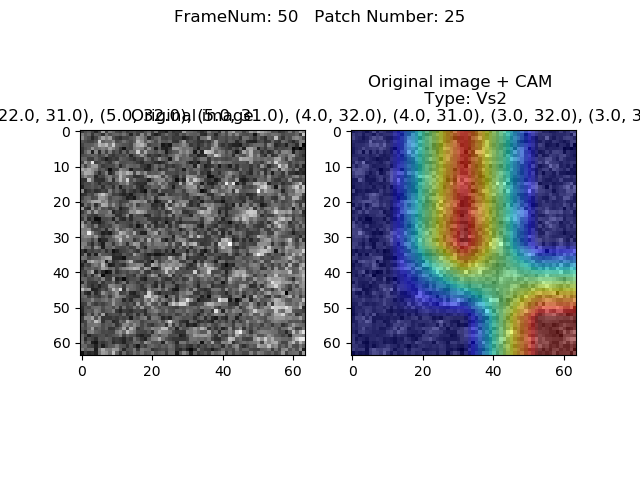 FrameNum: 50   Patch Number: 25
Original image + CAM
Type: Vs2
22.0, 31.0), (5.0, 32.0), (5.0, 31.0), (4.0, 32.0), (4.0, 31.0), (3.0, 32.0), (3.0, 3
Original image
0
10
20
30
40
50
60
0 20 40 60
0
10
20
30
40
50
60
0 20 40 60